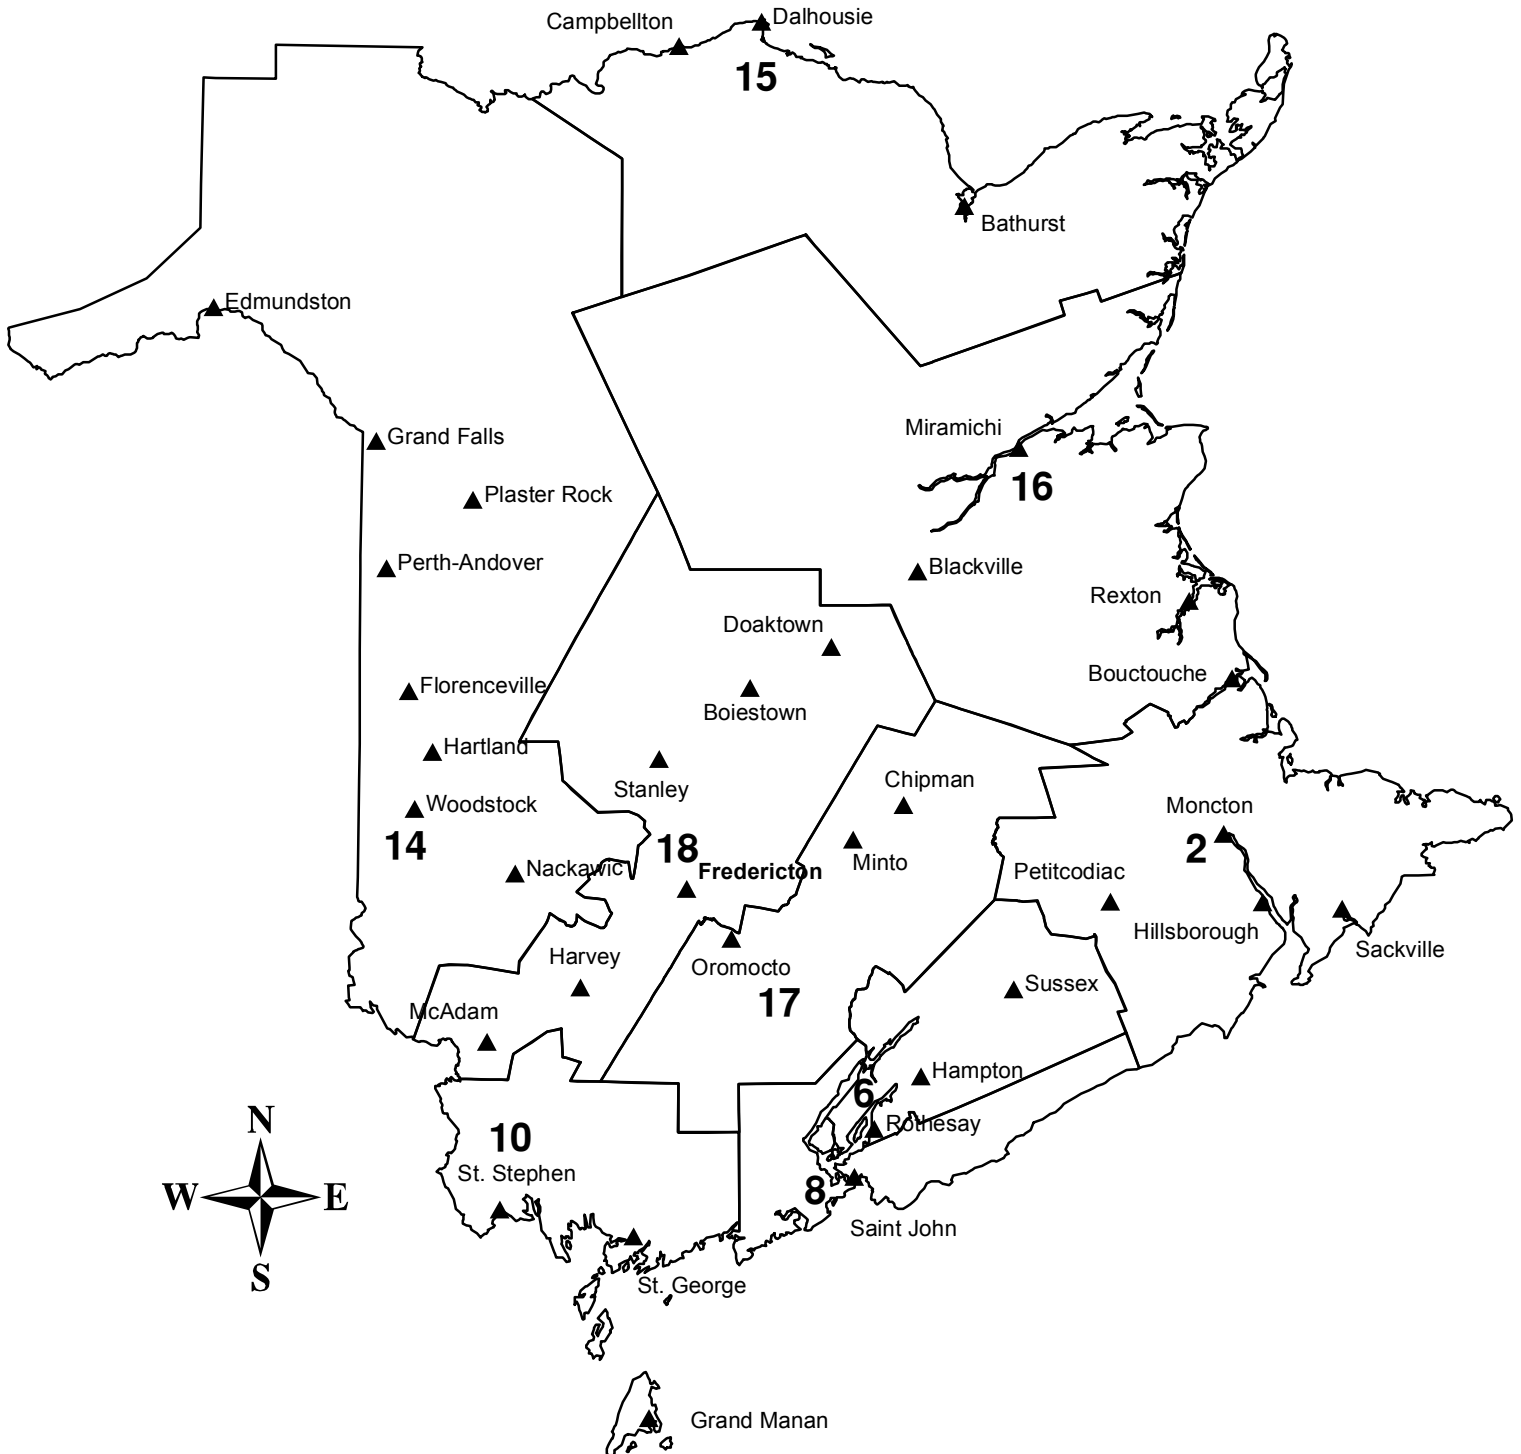 Campbellton
Dalhousie
15
Bathurst
Edmundston
Grand Falls
Miramichi
Plaster Rock
16
Perth-Andover
Blackville
Rexton
Doaktown
Bouctouche
Florenceville
Boiestown
Hartland
Stanley
Chipman
Woodstock
Moncton
14
18
2
Nackawic
Fredericton
Minto
Petitcodiac
Hillsborough
Harvey
Oromocto
Sackville
17
Sussex
McAdam
Hampton
6
Rothesay
N
10
St. Stephen
W
E
8
Saint John
S
St. George
Grand Manan